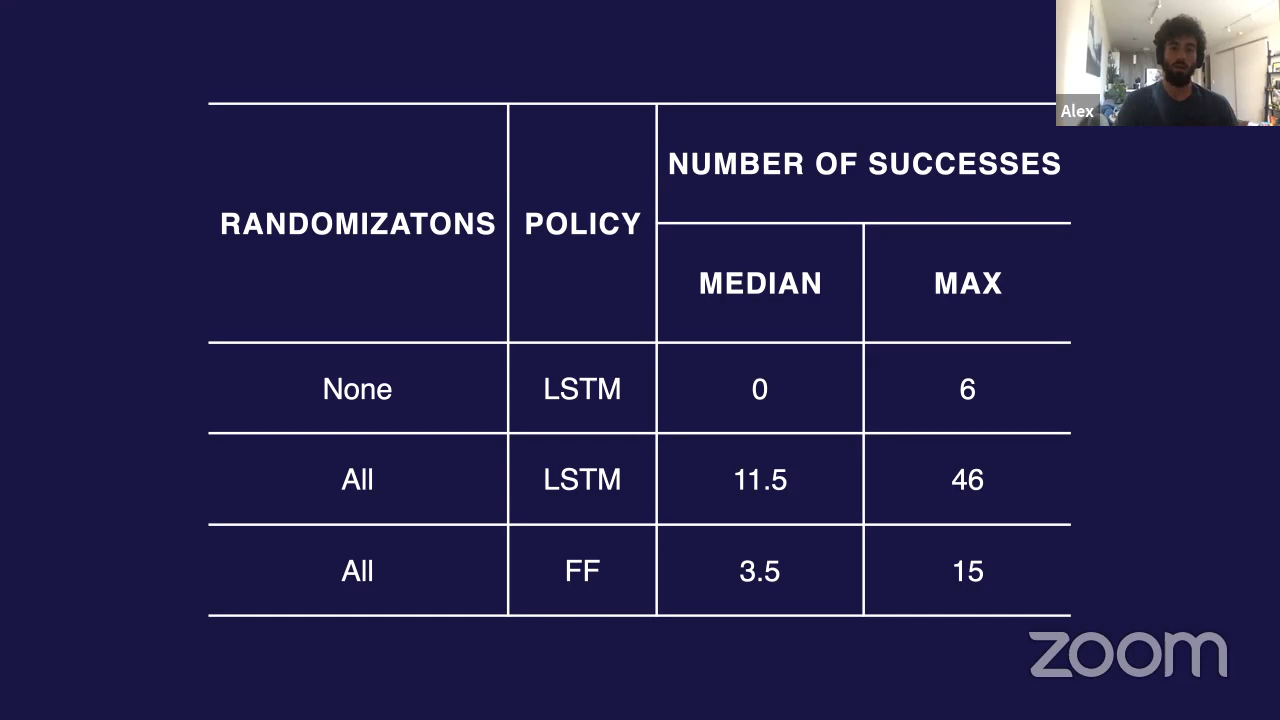 Alex
NUMBER OF SUCCESSES
RANDOMIZATONS POLICY
MEDIAN MAX
None LSTM 0 6
All LSTM 11.5 46
All FF 3.5 15
zoom